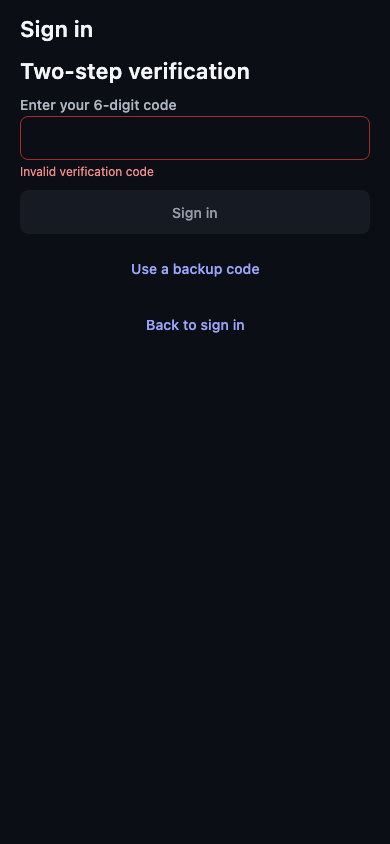 Sign in
Two-step verification
Enter your 6-digit code
Invalid verification code
Sign in
Use a backup code
Back to sign in